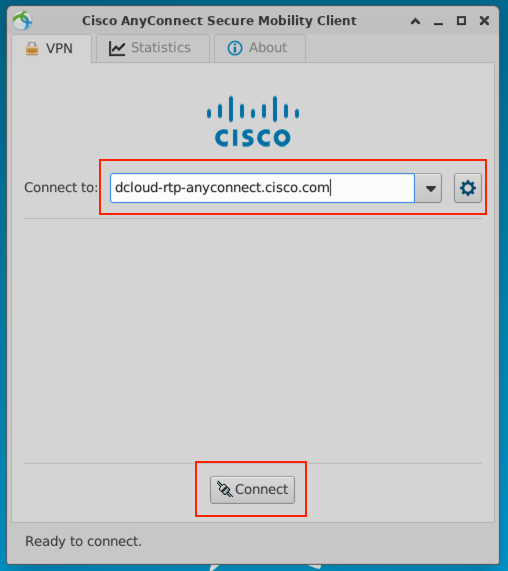 Cisco AnyConnect Secure Mobility Client
VPN Statistics About
CISCO
Connect to: dcloud-rtp-anyconnect.cisco.com
Connect
Ready to connect.